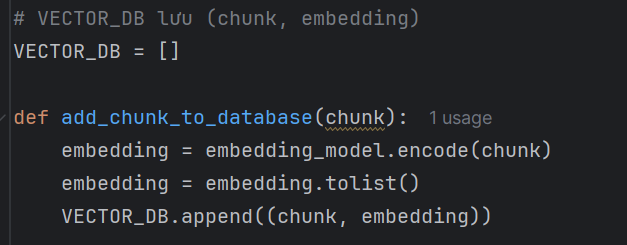 # VECTOR_DB lưu (chunk, embedding)
VECTOR_DB = []
def add_chunk_to_database(chunk): 1 usage
    embedding = embedding_model.encode(chunk)
    embedding = embedding.tolist()
    VECTOR_DB.append((chunk, embedding))